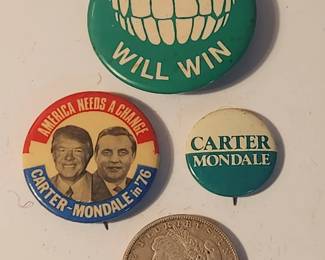 WILL WIN
AMERICA NEEDS A CHANGE
CARTER-MONDALE in '76
CARTER
MONDALE